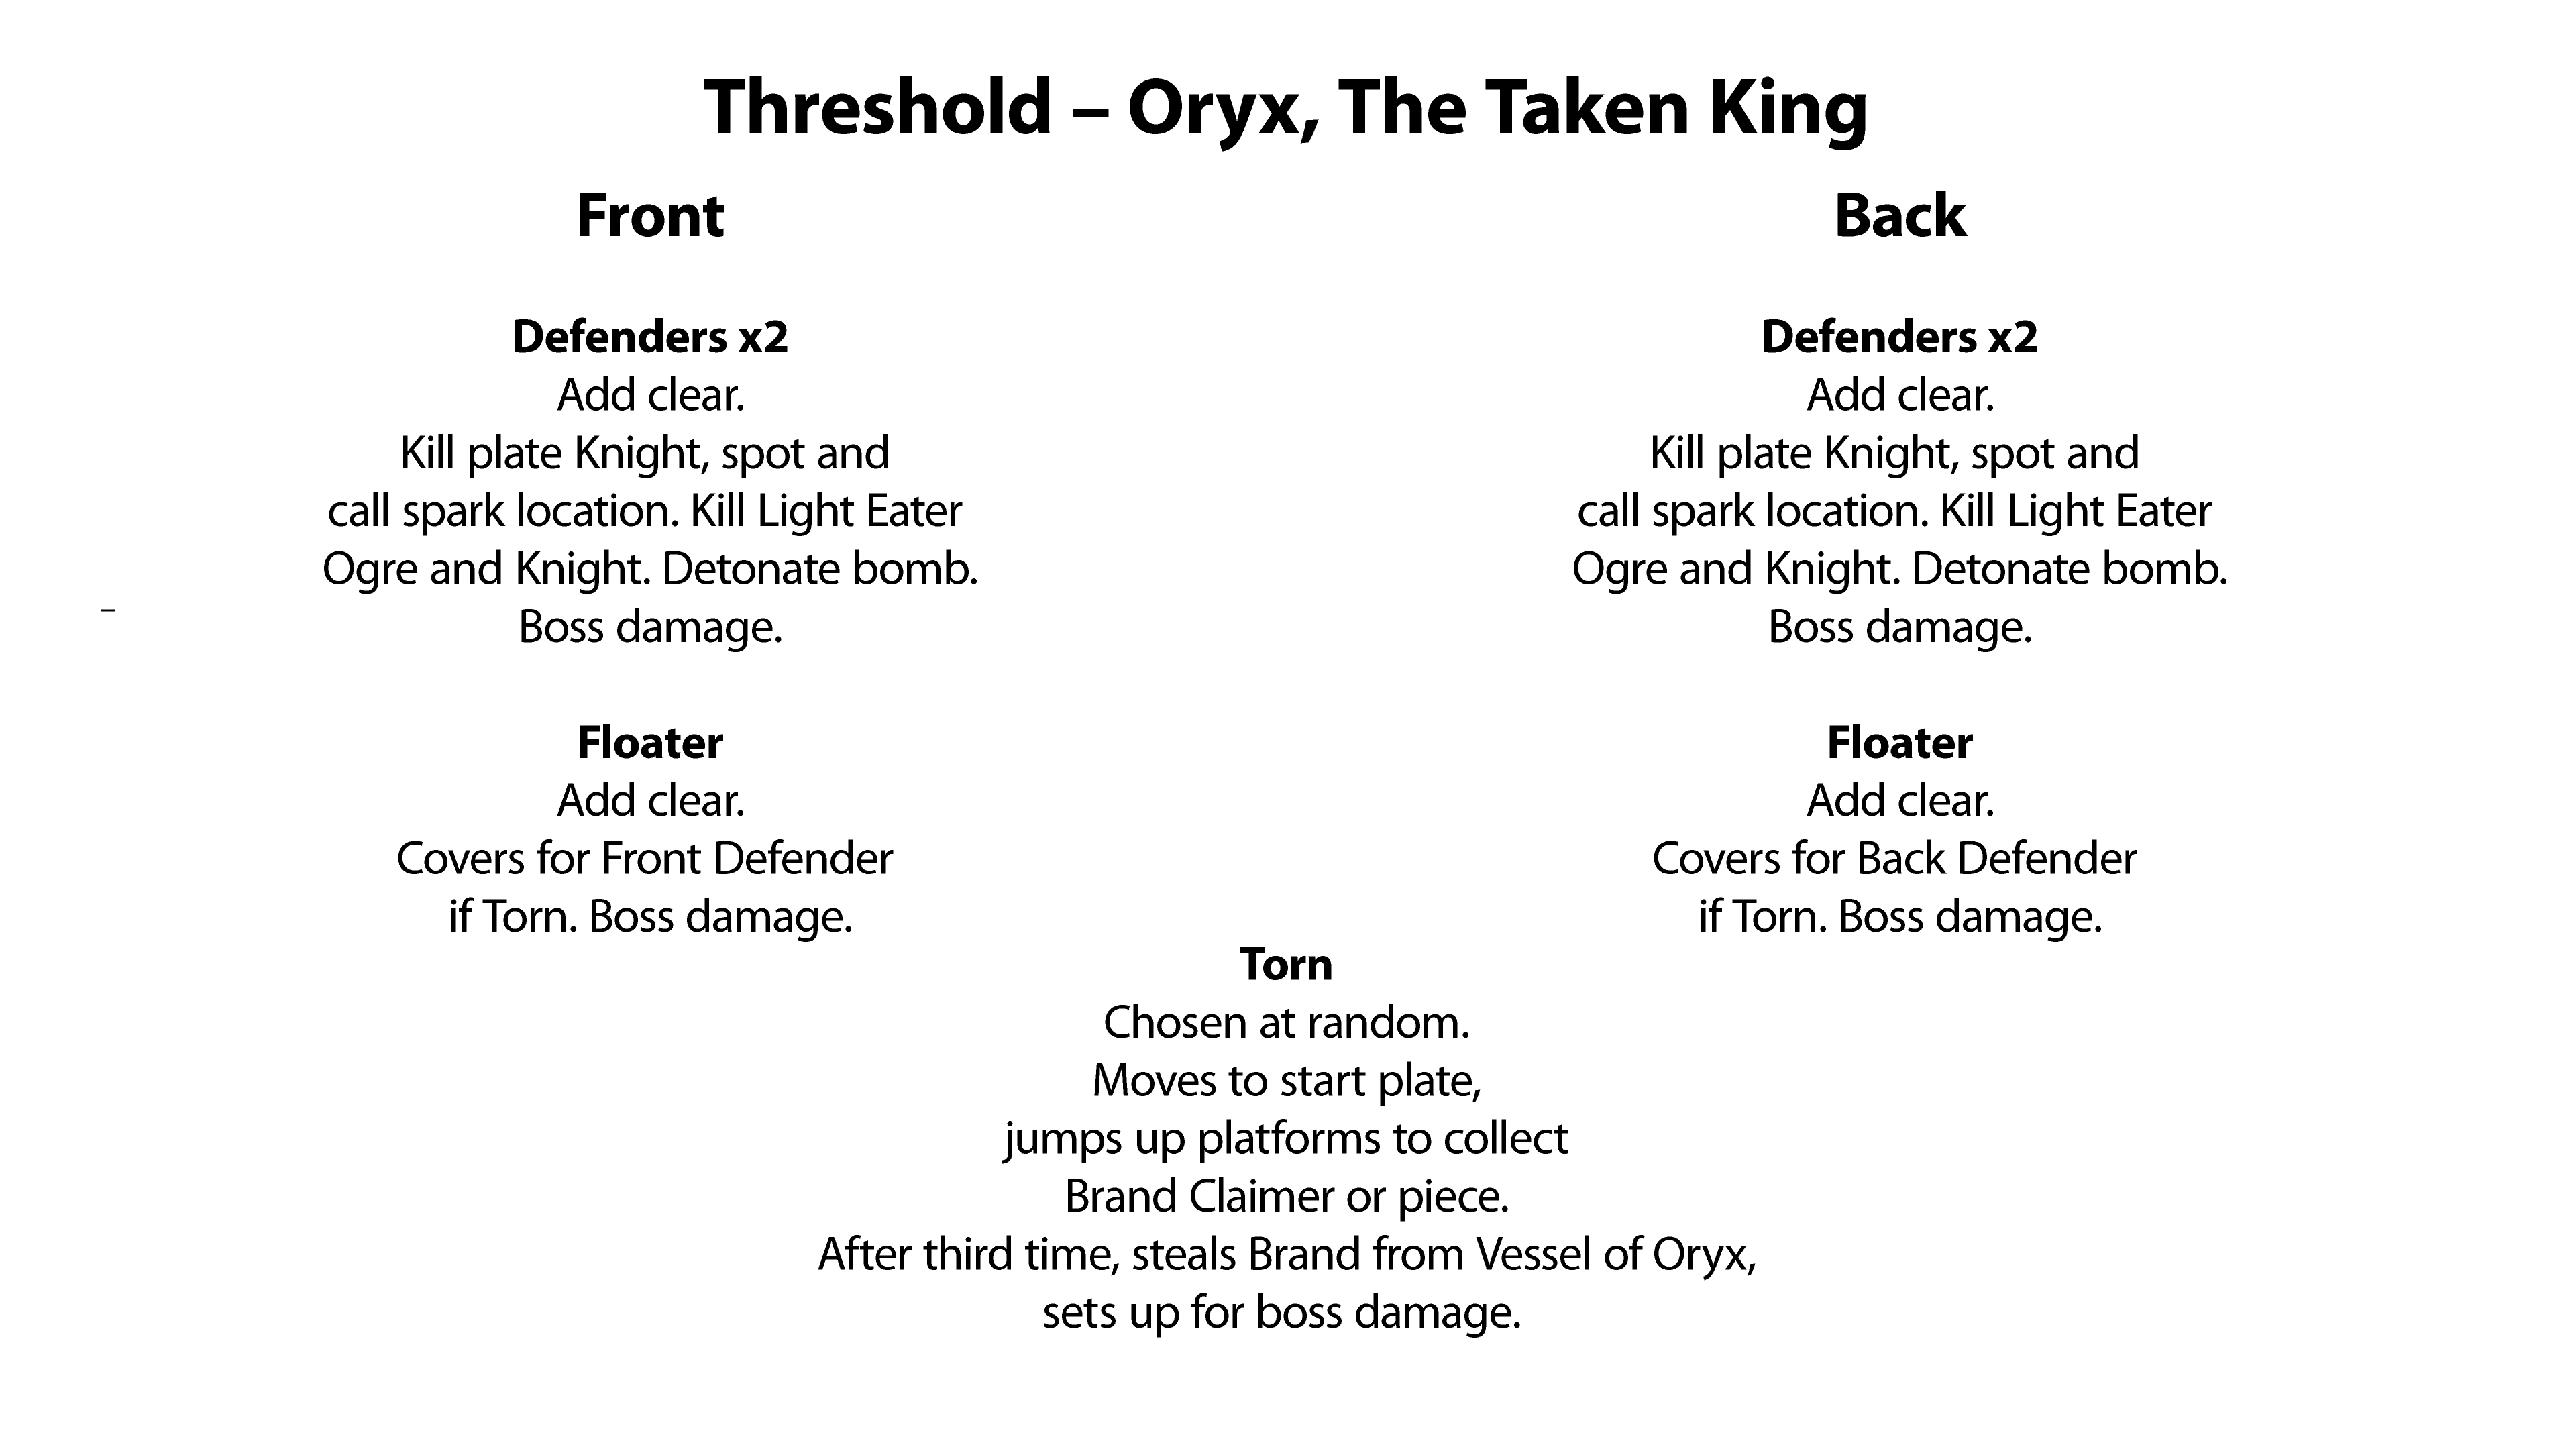 Threshold – Oryx, The Taken King
Front
Defenders x2
Add clear.
Kill plate Knight, spot and
call spark location. Kill Light Eater
Ogre and Knight. Detonate bomb.
Boss damage.
Floater
Add clear.
Covers for Front Defender
if Torn. Boss damage.
Back
Defenders x2
Add clear.
Kill plate Knight, spot and
call spark location. Kill Light Eater
Ogre and Knight. Detonate bomb.
Boss damage.
Floater
Add clear.
Covers for Back Defender
if Torn. Boss damage.
Torn
Chosen at random.
Moves to start plate,
jumps up platforms to collect
Brand Claimer or piece.
After third time, steals Brand from Vessel of Oryx,
sets up for boss damage.
–